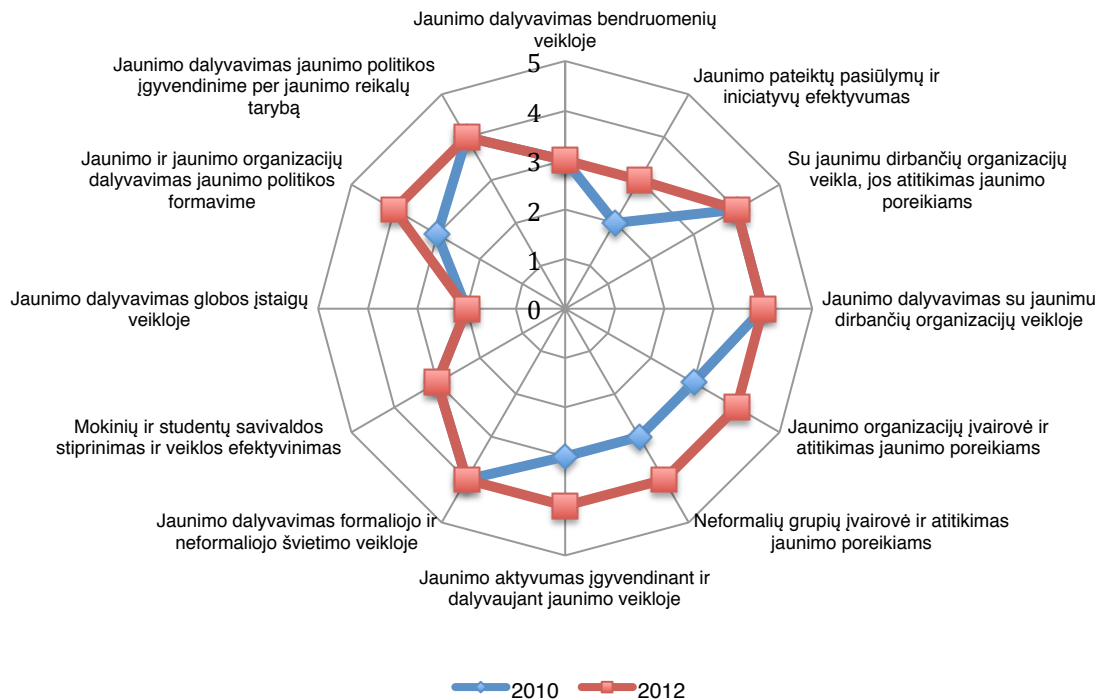 Jaunimo dalyvavimas bendruomenių
veikloje
Jaunimo pateiktų pasiūlymų ir
iniciatyvų efektyvumas
Su jaunimu dirbančių organizacijų
veikla, jos atitikimas jaunimo
poreikiams
Jaunimo dalyvavimas su jaunimu
dirbančių organizacijų veikloje
Jaunimo organizacijų įvairovė ir
atitikimas jaunimo poreikiams
Neformalių grupių įvairovė ir atitikimas
jaunimo poreikiams
Jaunimo aktyvumas įgyvendinant ir
dalyvaujant jaunimo veikloje
Jaunimo dalyvavimas formaliojo ir
neformaliojo švietimo veikloje
Mokinių ir studentų savivaldos
stiprinimas ir veiklos efektyvinimas
Jaunimo dalyvavimas globos įstaigų
veikloje
Jaunimo ir jaunimo organizacijų
dalyvavimas jaunimo politikos
formavime
Jaunimo dalyvavimas jaunimo politikos
įgyvendinime per jaunimo reikalų
tarybą
5
4
3
2
1
0
2010
2012